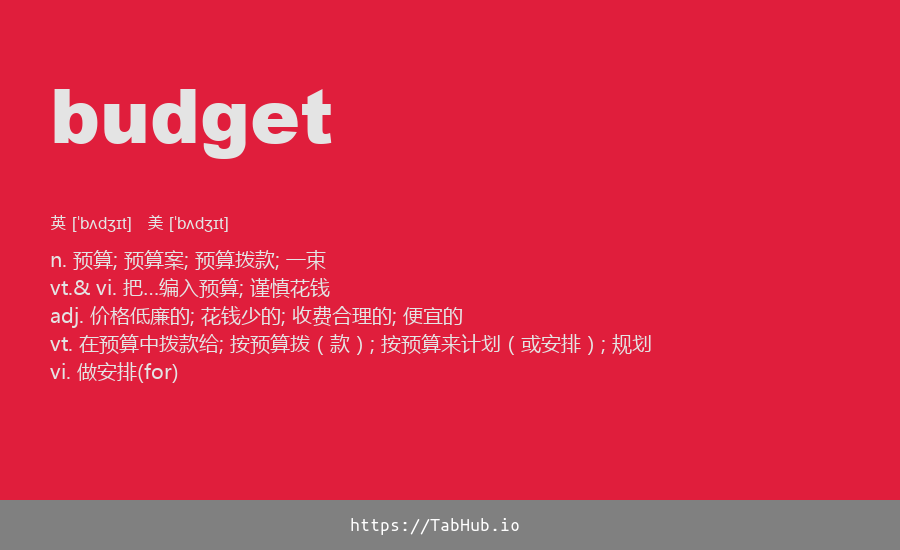 budget
英 [ˈbʌdʒɪt] 美 [ˈbʌdʒɪt]
n. 预算; 预算案; 预算拨款; 一束
vt.& vi. 把…编入预算; 谨慎花钱
adj. 价格低廉的; 花钱少的; 收费合理的; 便宜的
vt. 在预算中拨款给; 按预算拨（款）; 按预算来计划（或安排）; 规划
vi. 做安排(for)
https://TabHub.io